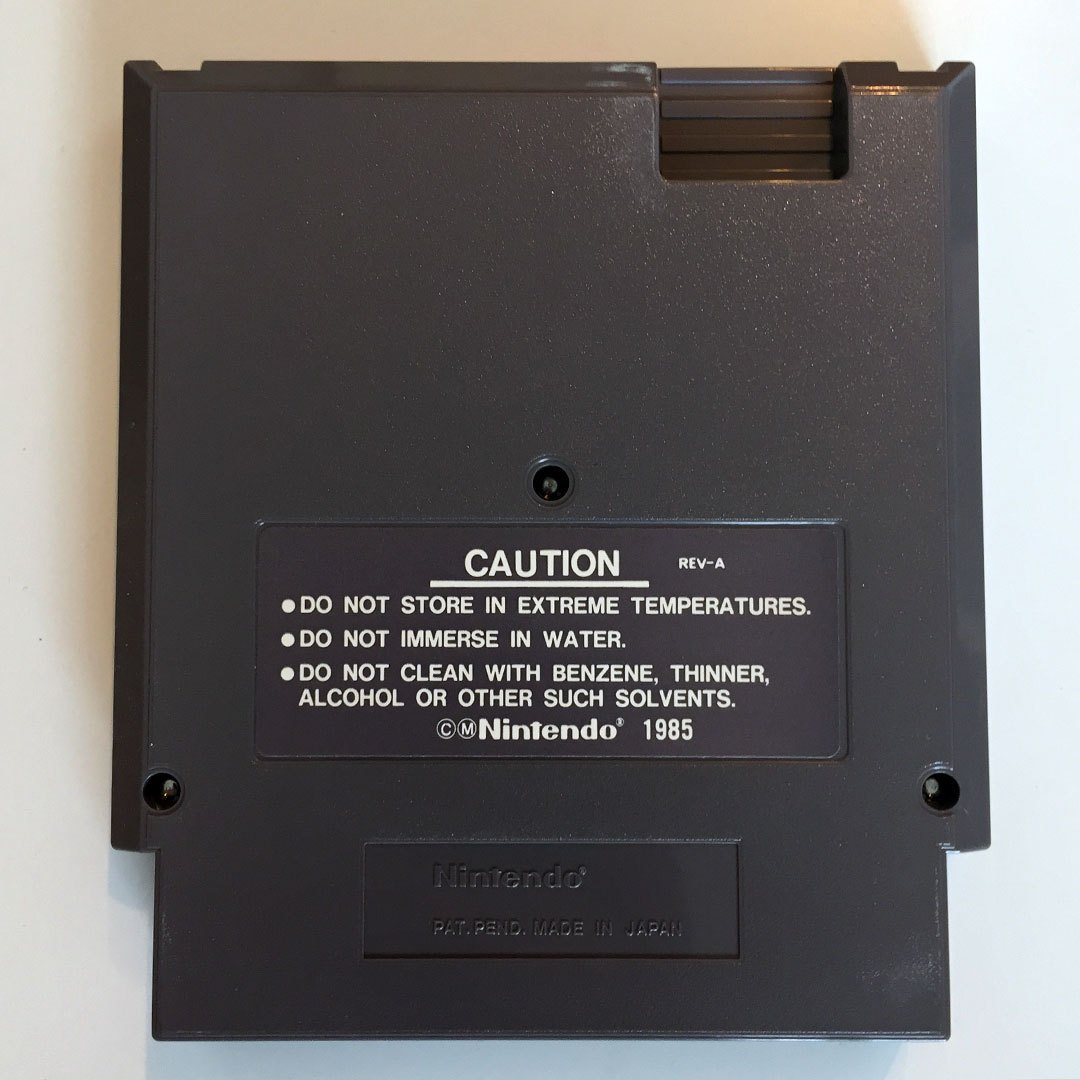 CAUTION REV-A
●DO NOT STORE IN EXTREME TEMPERATURES.
●DO NOT IMMERSE IN WATER.
●DO NOT CLEAN WITH BENZENE, THINNER,
ALCOHOL OR OTHER SUCH SOLVENTS.
ⒸⓂNintendo® 1985
Nintendo®
PAT. PEND. MADE IN JAPAN